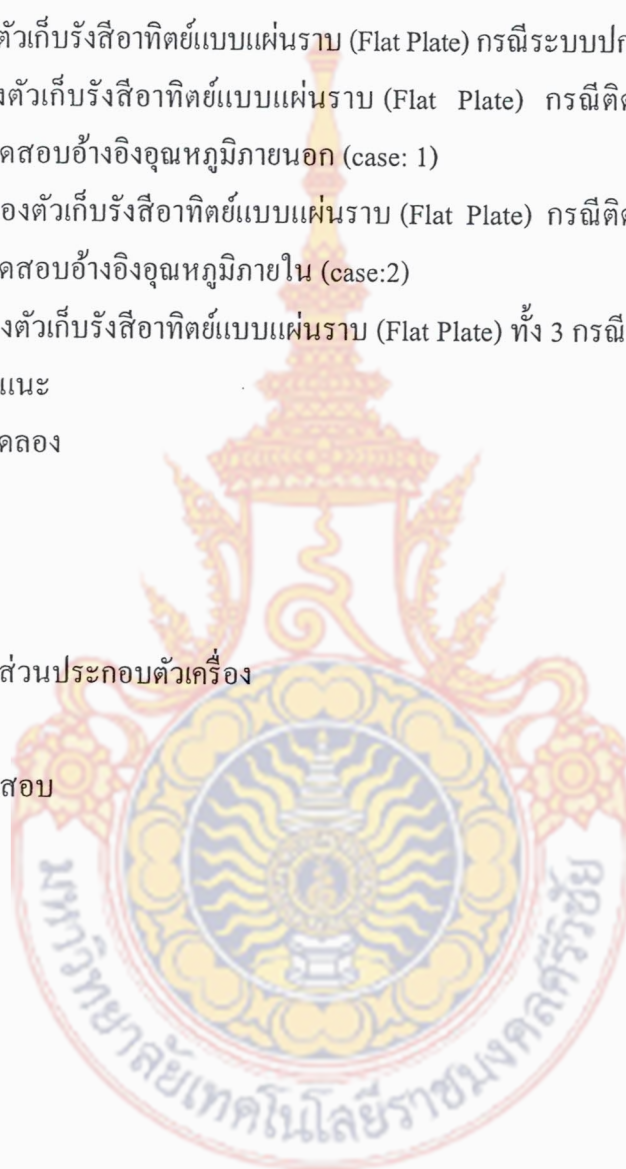 ตัวเก็บรังสีอาทิตย์แบบแผ่นราบ (Flat Plate) กรณีระบบปก
งตัวเก็บรังสีอาทิตย์แบบแผ่นราบ (Flat Plate) กรณีติด
ดสอบอ้างอิงอุณหภูมิภายนอก (case: 1)
องตัวเก็บรังสีอาทิตย์แบบแผ่นราบ (Flat Plate) กรณีติด
ดสอบอ้างอิงอุณหภูมิภายใน (case:2)
งตัวเก็บรังสีอาทิตย์แบบแผ่นราบ (Flat Plate) ทั้ง 3 กรณี
แนะ
ดลอง
ส่วนประกอบตัวเครื่อง
สอบ
มหาวิทยาลัยเทคโนโลยีราชมงคลศรีวิชัย